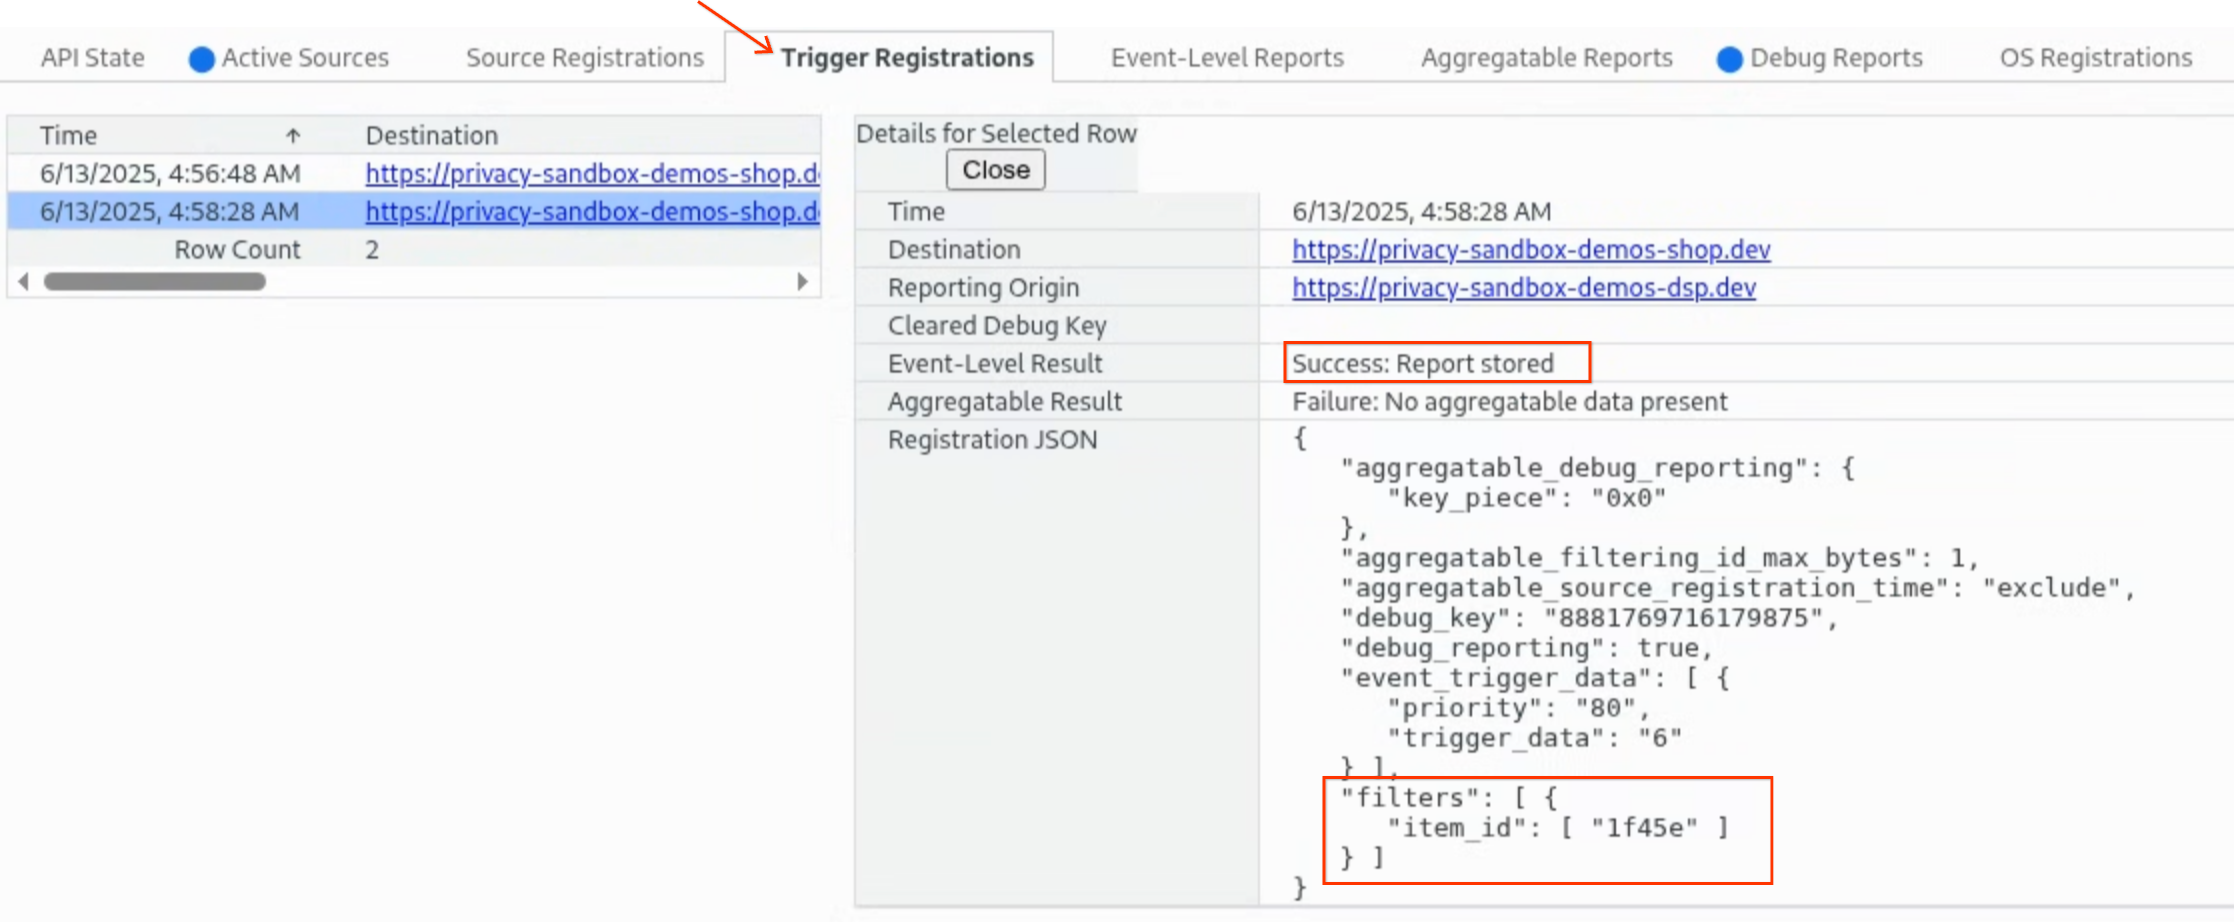 API State Active Sources Source Registrations Trigger Registrations Event-Level Reports Aggregatable Reports Debug Reports OS Registrations
Time ↑ Destination
6/13/2025, 4:56:48 AM https://privacy-sandbox-demos-shop.d
6/13/2025, 4:58:28 AM https://privacy-sandbox-demos-shop.d
Row Count 2
Details for Selected Row
Close
Time 6/13/2025, 4:58:28 AM
Destination https://privacy-sandbox-demos-shop.dev
Reporting Origin https://privacy-sandbox-demos-dsp.dev
Cleared Debug Key
Event-Level Result Success: Report stored
Aggregatable Result Failure: No aggregatable data present
Registration JSON {
"aggregatable_debug_reporting": {
"key_piece": "0x0"
},
"aggregatable_filtering_id_max_bytes": 1,
"aggregatable_source_registration_time": "exclude",
"debug_key": "8881769716179875",
"debug_reporting": true,
"event_trigger_data": [ {
"priority": "80",
"trigger_data": "6"
} ],
"filters": [ {
"item_id": [ "1f45e" ]
} ]
}